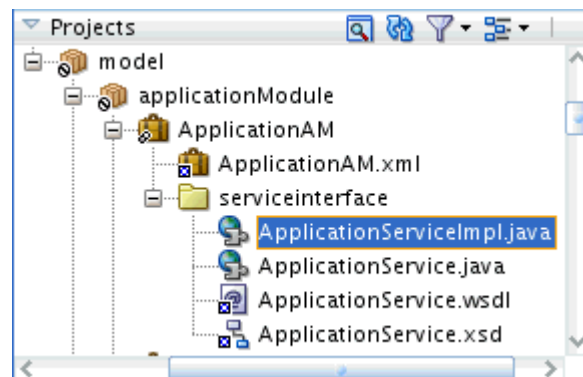 Projects
model
applicationModule
ApplicationAM
ApplicationAM.xml
serviceinterface
ApplicationServiceImpl.java
ApplicationService.java
ApplicationService.wsdl
ApplicationService.xsd